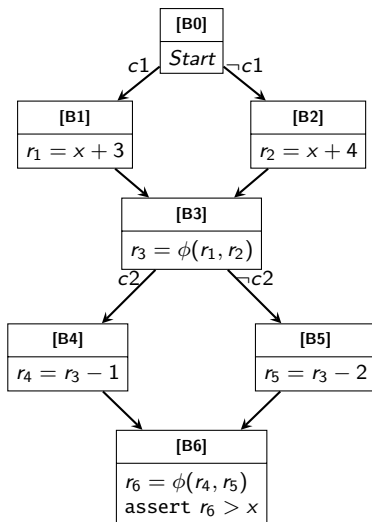 [B0]
Start
c1
¬c1
[B1]
r₁ = x + 3
[B2]
r₂ = x + 4
[B3]
r₃ = ϕ(r₁, r₂)
c2
¬c2
[B4]
r₄ = r₃ − 1
[B5]
r₅ = r₃ − 2
[B6]
r₆ = ϕ(r₄, r₅)
assert r₆ > x